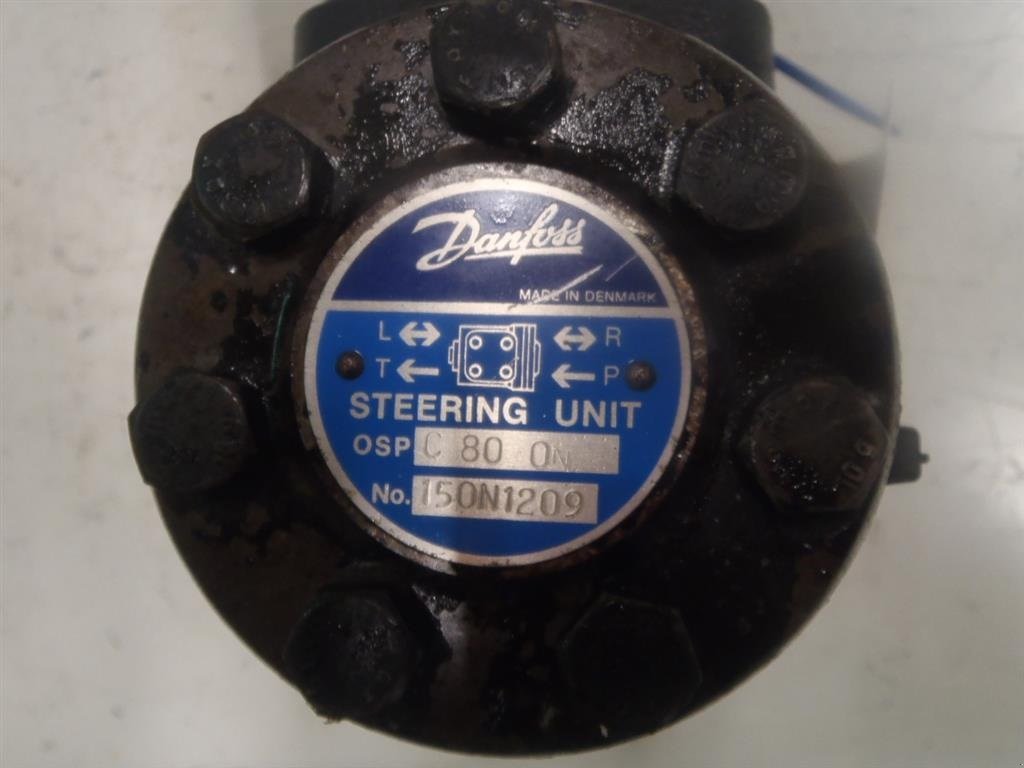 Danfoss
MADE IN DENMARK
L R
T P
STEERING UNIT
OSP C 80 ON
No. 150N1209